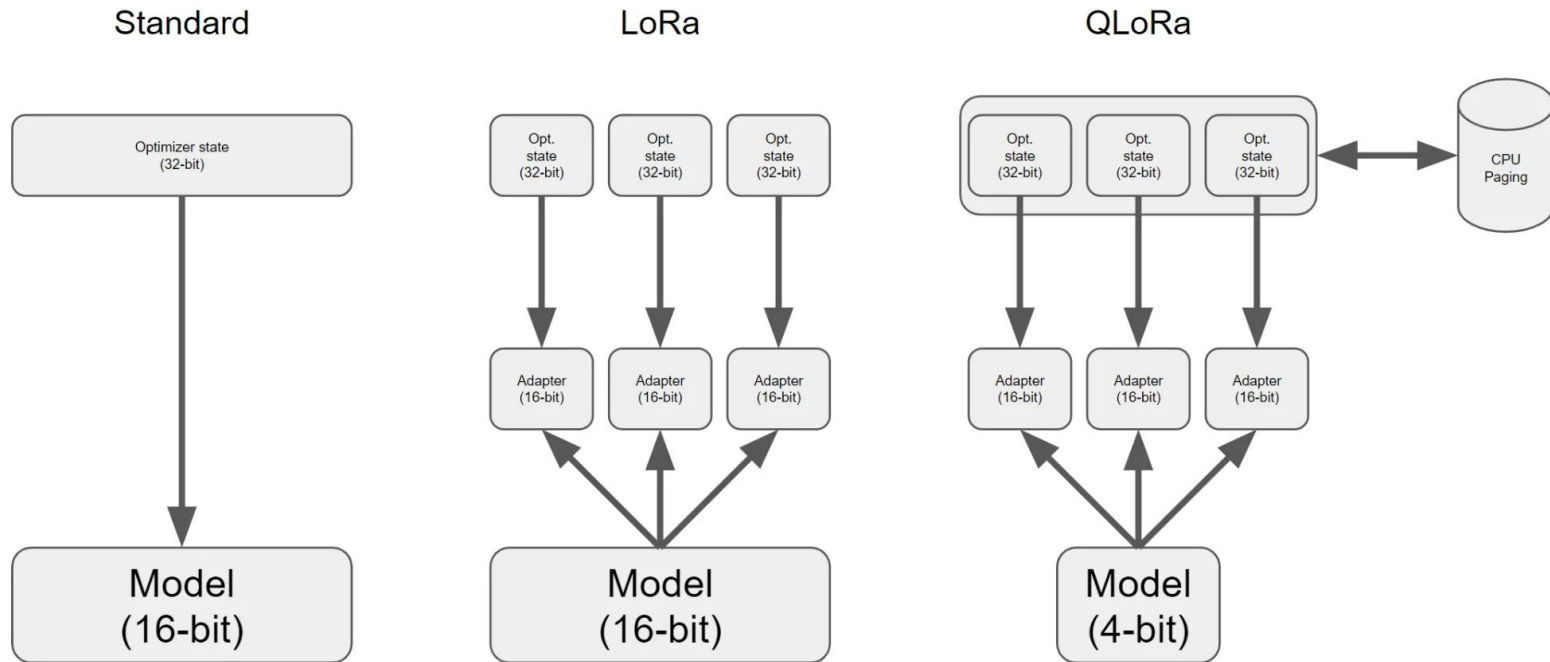 Standard
LoRa
QLoRa
Optimizer state
(32-bit)
Opt.
state
(32-bit)
Opt.
state
(32-bit)
Opt.
state
(32-bit)
Opt.
state
(32-bit)
Opt.
state
(32-bit)
Opt.
state
(32-bit)
CPU
Paging
Adapter
(16-bit)
Adapter
(16-bit)
Adapter
(16-bit)
Adapter
(16-bit)
Adapter
(16-bit)
Adapter
(16-bit)
Model
(16-bit)
Model
(16-bit)
Model
(4-bit)